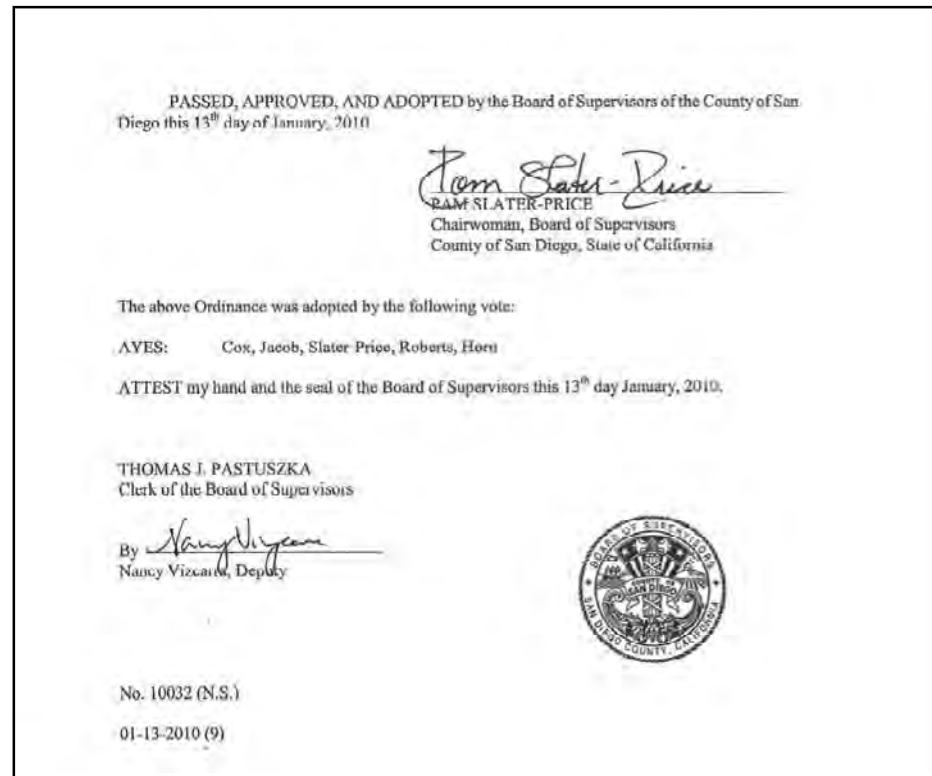 PASSED, APPROVED, AND ADOPTED by the Board of Supervisors of the County of San
Diego this 13th day of January, 2010
Pam Slater-Price
PAM SLATER-PRICE
Chairwoman, Board of Supervisors
County of San Diego, State of California
The above Ordinance was adopted by the following vote:
AYES: Cox, Jacob, Slater Price, Roberts, Horn
ATTEST my hand and the seal of the Board of Supervisors this 13th day January, 2010.
THOMAS J. PASTUSZKA
Clerk of the Board of Supervisors
By Nancy Vizcarra
Nancy Vizcarra, Deputy
BOARD OF SUPERVISORS
COUNTY OF
SAN DIEGO
SAN DIEGO COUNTY, CALIFORNIA
No. 10032 (N.S.)
01-13-2010 (9)